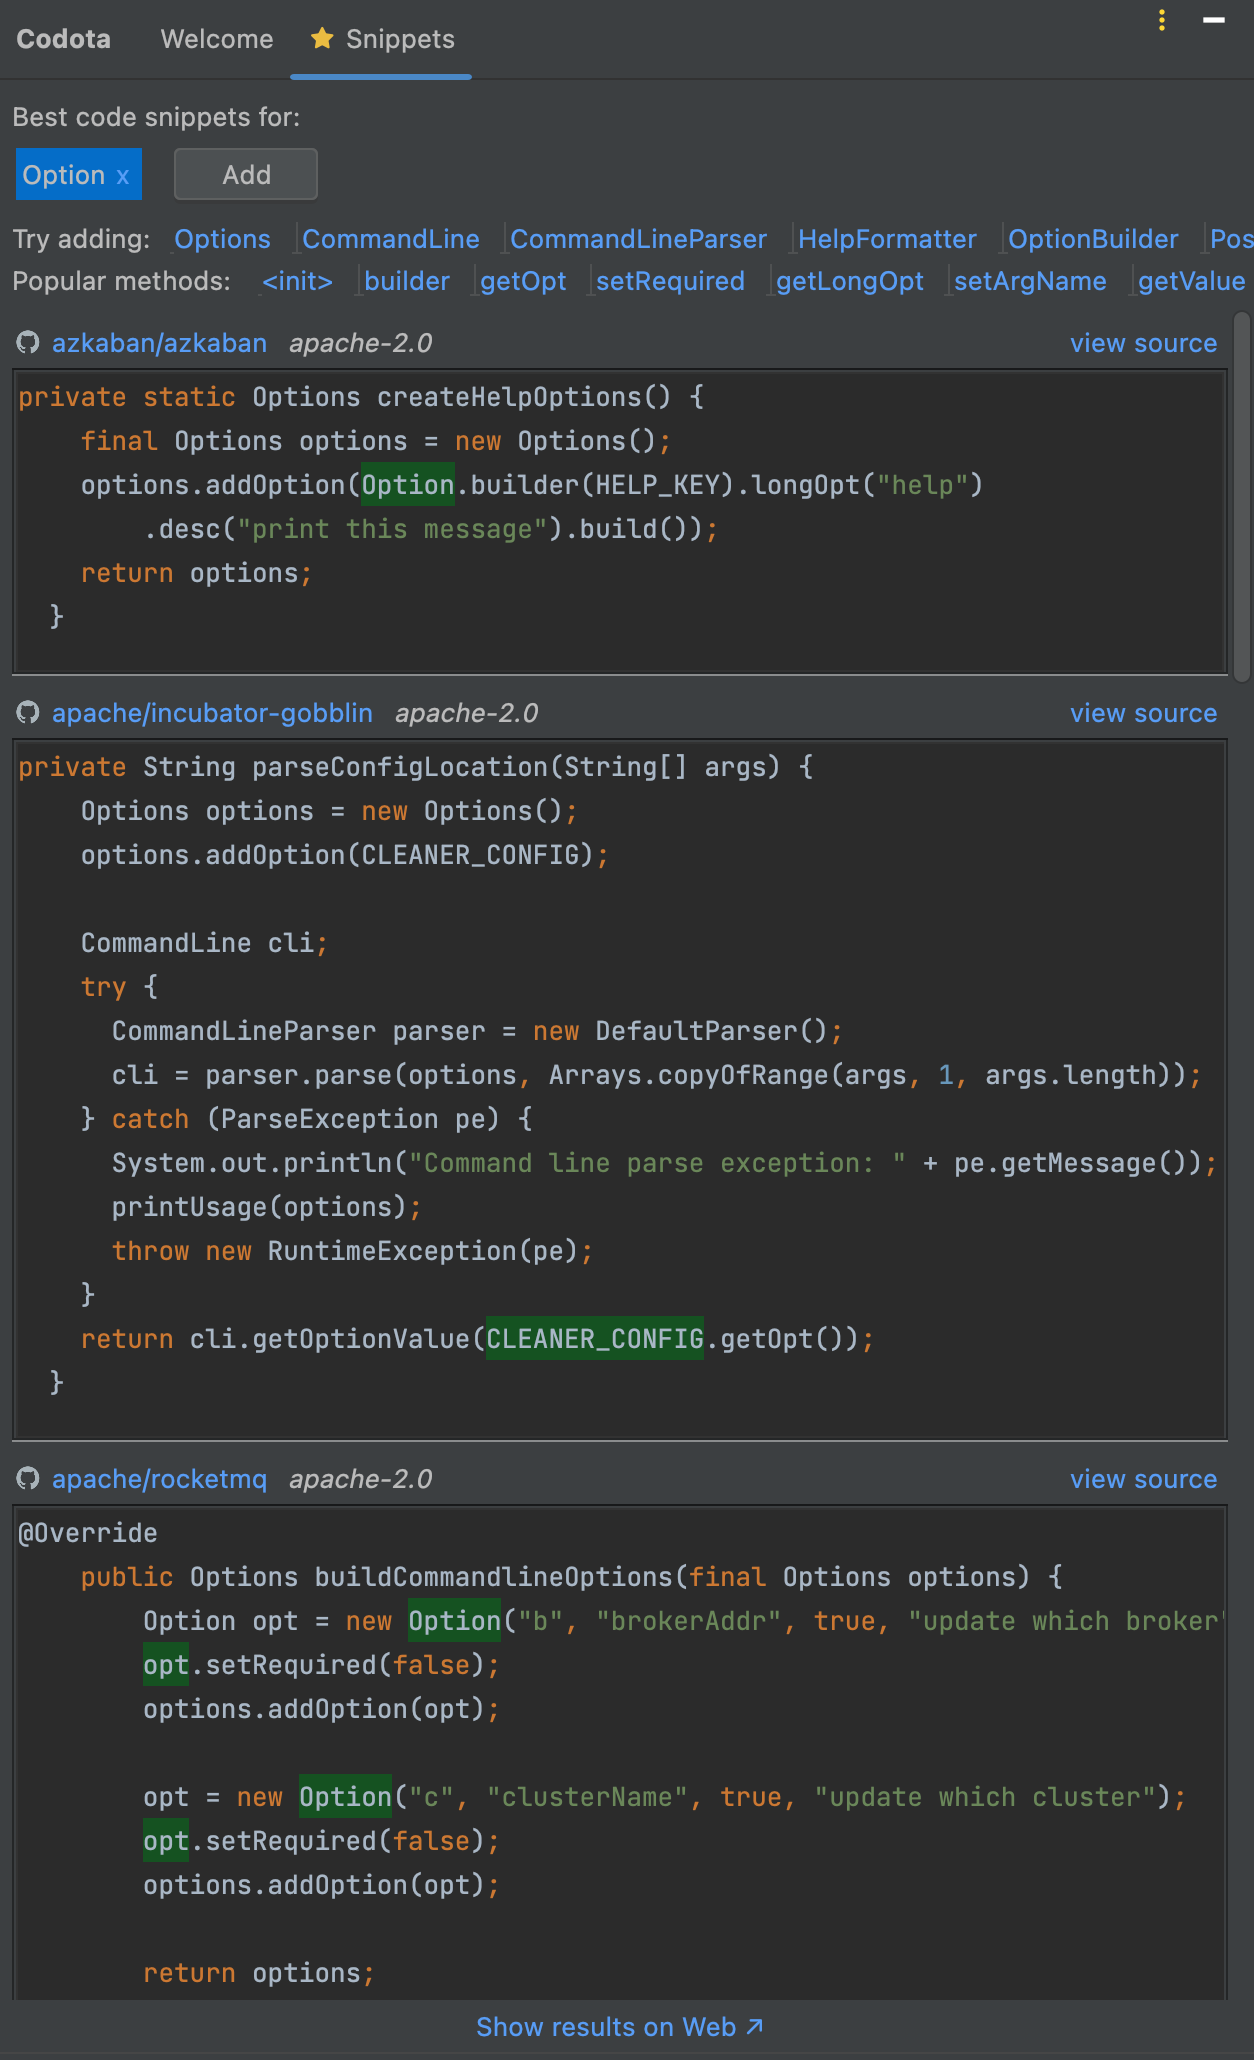 Codota Welcome Snippets
Best code snippets for:
Option x Add
Try adding: Options CommandLine CommandLineParser HelpFormatter OptionBuilder Pos
Popular methods: <init> builder getOpt setRequired getLongOpt setArgName getValue
azkaban/azkaban apache-2.0 view source
private static Options createHelpOptions() {
    final Options options = new Options();
    options.addOption(Option.builder(HELP_KEY).longOpt("help")
        .desc("print this message").build());
    return options;
  }
apache/incubator-gobblin apache-2.0 view source
private String parseConfigLocation(String[] args) {
    Options options = new Options();
    options.addOption(CLEANER_CONFIG);
    CommandLine cli;
    try {
      CommandLineParser parser = new DefaultParser();
      cli = parser.parse(options, Arrays.copyOfRange(args, 1, args.length));
    } catch (ParseException pe) {
      System.out.println("Command line parse exception: " + pe.getMessage());
      printUsage(options);
      throw new RuntimeException(pe);
    }
    return cli.getOptionValue(CLEANER_CONFIG.getOpt());
  }
apache/rocketmq apache-2.0 view source
@Override
    public Options buildCommandlineOptions(final Options options) {
        Option opt = new Option("b", "brokerAddr", true, "update which broker"
        opt.setRequired(false);
        options.addOption(opt);
        opt = new Option("c", "clusterName", true, "update which cluster");
        opt.setRequired(false);
        options.addOption(opt);
        return options;
Show results on Web ↗